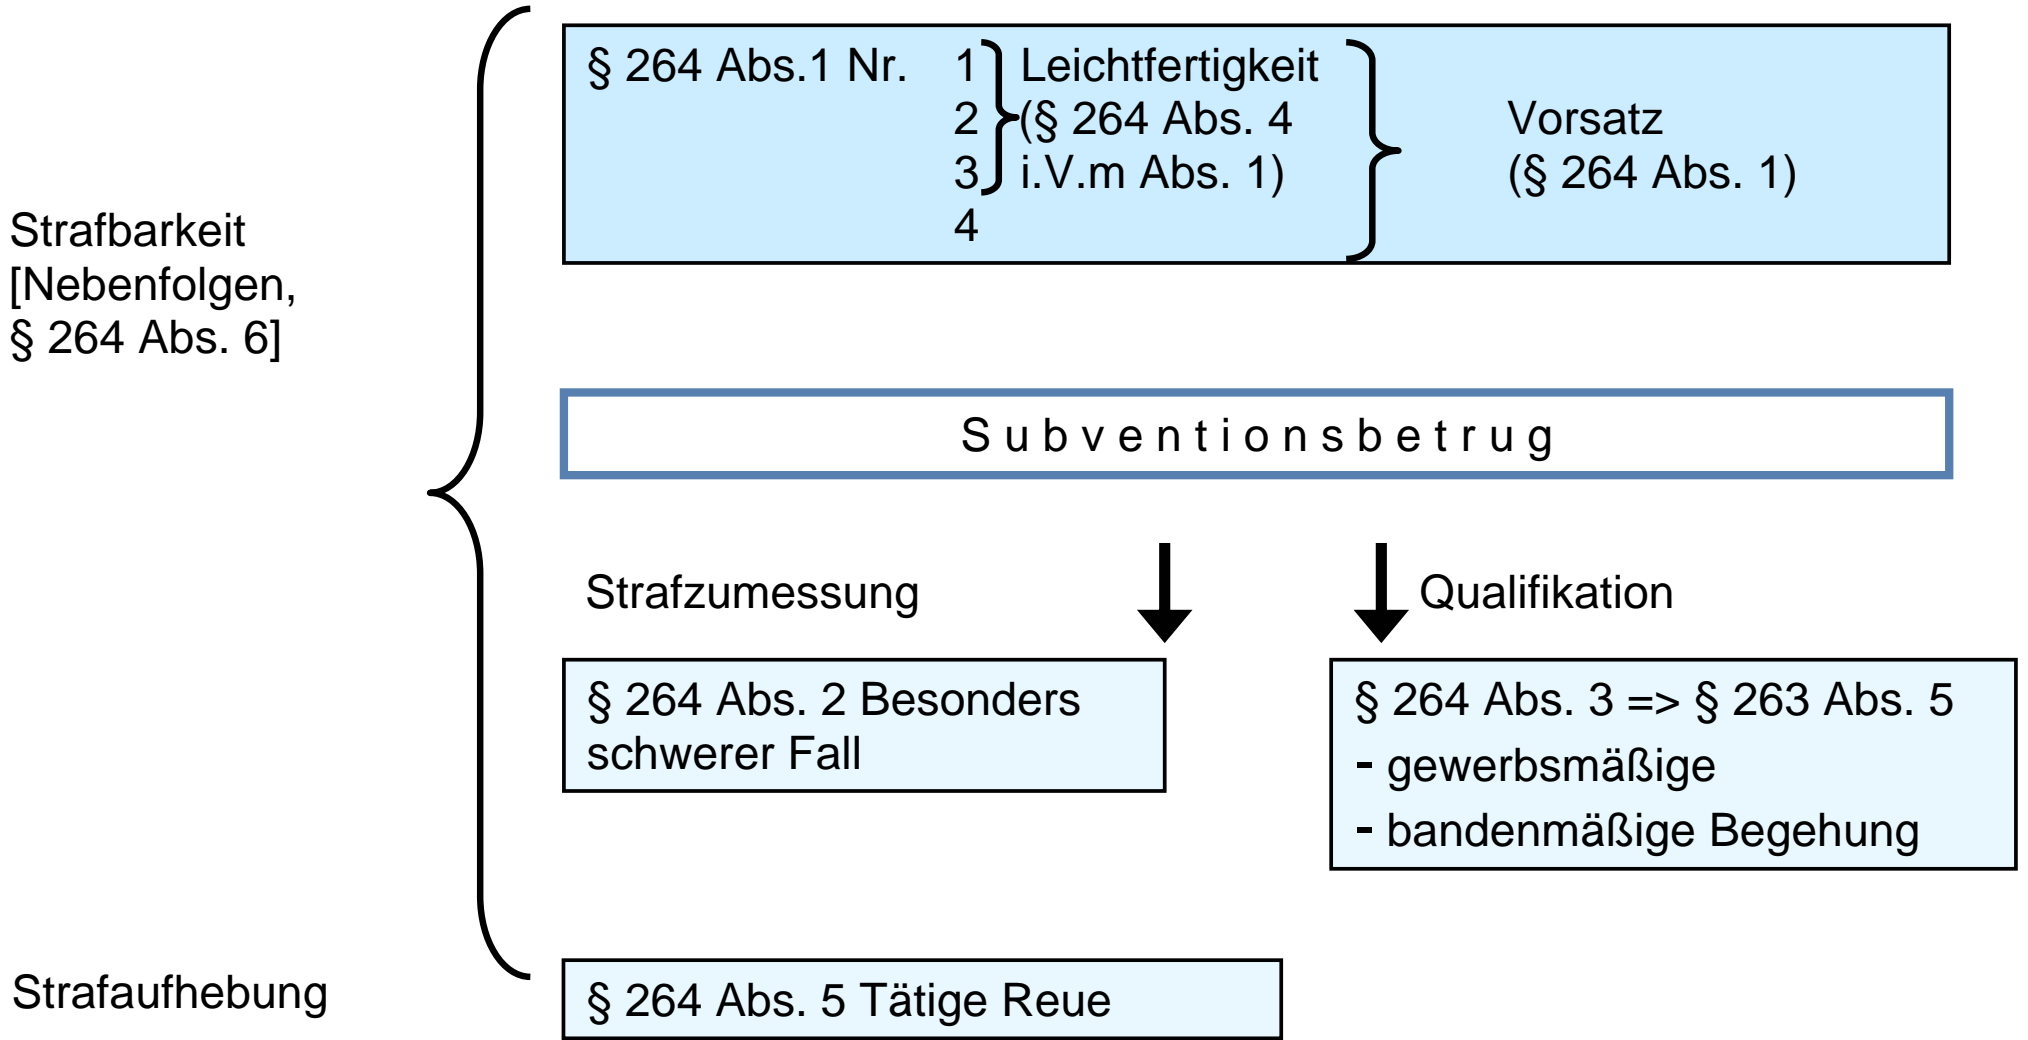 § 264 Abs.1 Nr. 1 Leichtfertigkeit
2 (§ 264 Abs. 4 Vorsatz
3 i.V.m Abs. 1) (§ 264 Abs. 1)
4
Strafbarkeit
[Nebenfolgen,
§ 264 Abs. 6]
Subventionsbetrug
Strafzumessung
Qualifikation
§ 264 Abs. 2 Besonders
schwerer Fall
§ 264 Abs. 3 => § 263 Abs. 5
- gewerbsmäßige
- bandenmäßige Begehung
Strafaufhebung
§ 264 Abs. 5 Tätige Reue